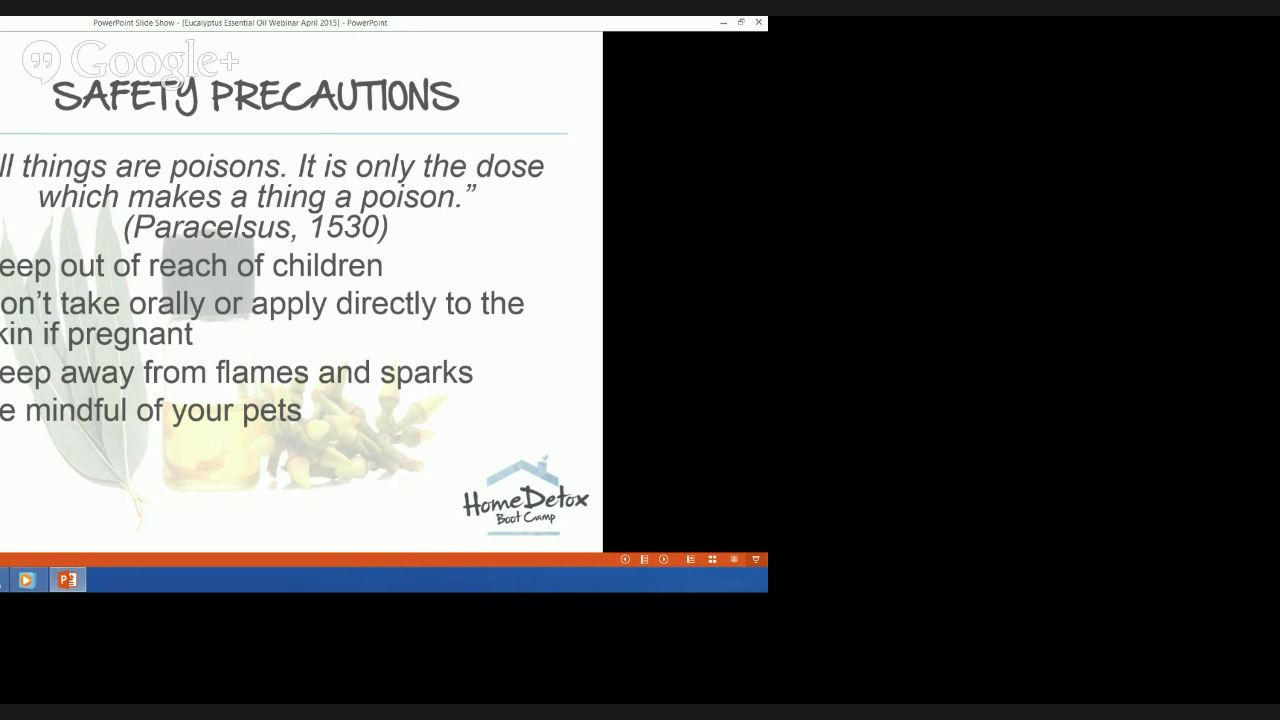 PowerPoint Slide Show - [Eucalyptus Essential Oil Webinar April 2015] - PowerPoint
Google+
SAFETY PRECAUTIONS
ll things are poisons. It is only the dose
which makes a thing a poison.”
(Paracelsus, 1530)
eep out of reach of children
on’t take orally or apply directly to the
kin if pregnant
eep away from flames and sparks
e mindful of your pets
HomeDetox
Boot Camp